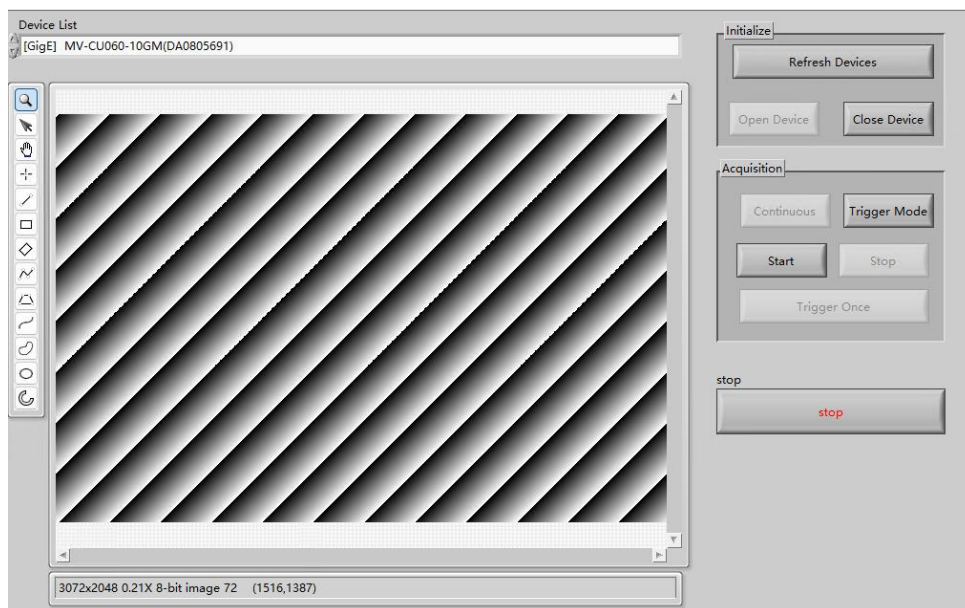 Device List
[GigE] MV-CU060-10GM(DA0805691)
Initialize
Refresh Devices
Open Device
Close Device
Acquisition
Continuous
Trigger Mode
Start
Stop
Trigger Once
stop
stop
3072x2048 0.21X 8-bit image 72 (1516,1387)